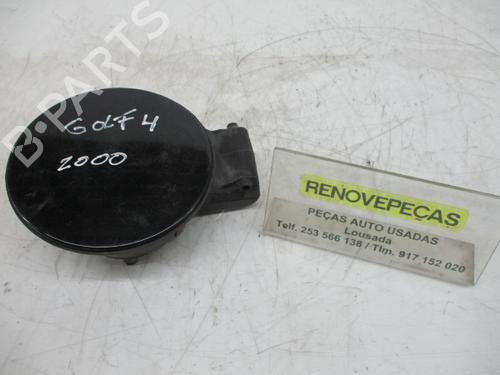 B-PARTS
GOLF 4
2000
RENOVEPEÇAS
PEÇAS AUTO USADAS
Lousada
Telf. 253 566 138 / Tlm. 917 152 020